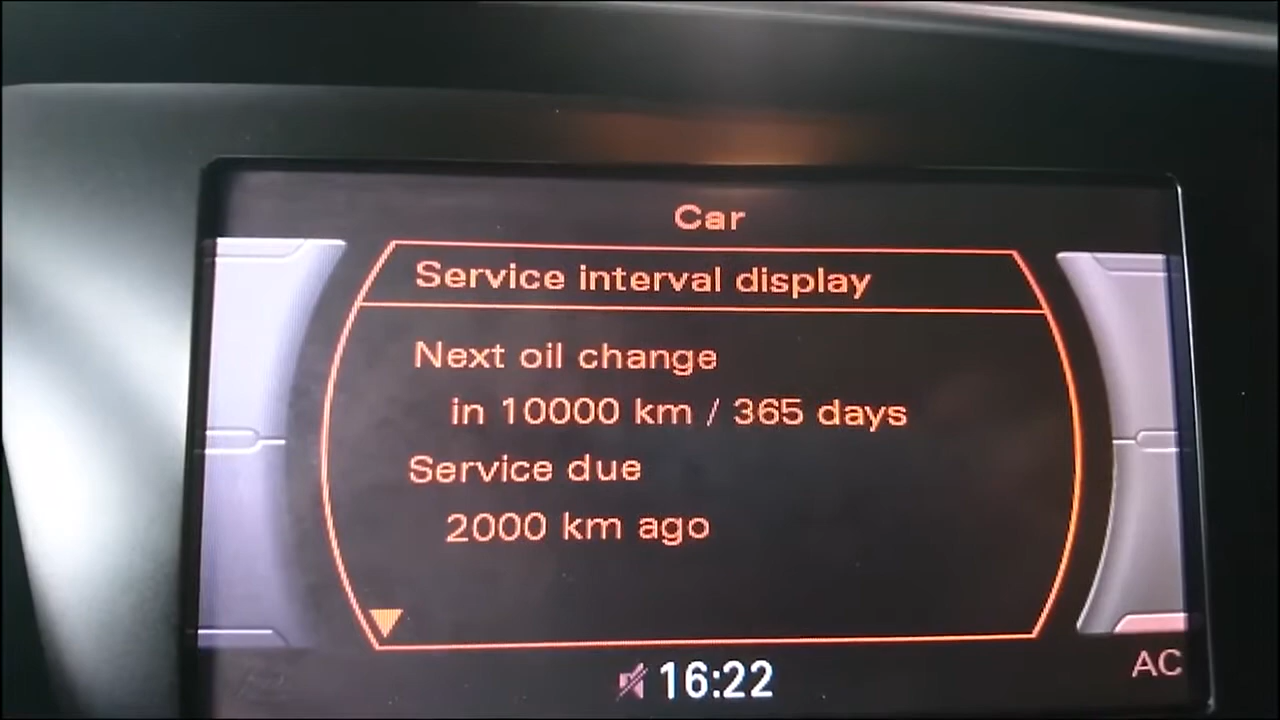 Car
Service interval display
Next oil change
in 10000 km / 365 days
Service due
2000 km ago
16:22
AC